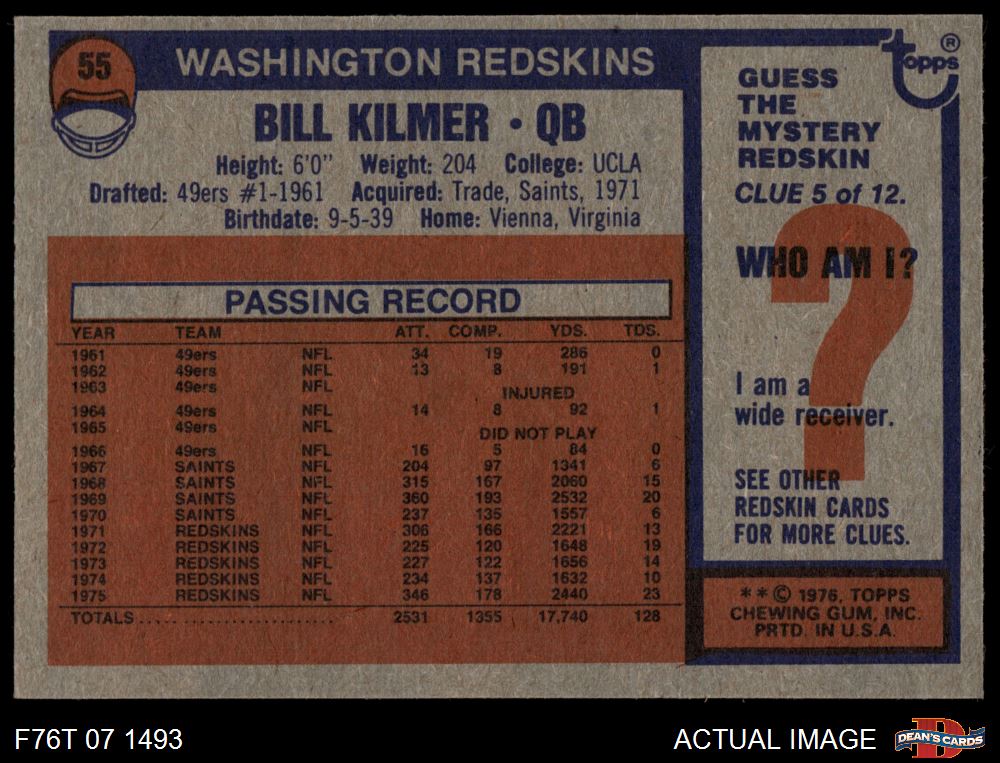 55
WASHINGTON REDSKINS
BILL KILMER • QB
Height: 6'0" Weight: 204 College: UCLA
Drafted: 49ers #1-1961 Acquired: Trade, Saints, 1971
Birthdate: 9-5-39 Home: Vienna, Virginia
PASSING RECORD
YEAR TEAM ATT. COMP. YDS. TDS.
1961 49ers NFL 34 19 286 0
1962 49ers NFL 13 8 191 1
1963 49ers NFL INJURED
1964 49ers NFL 14 8 92 1
1965 49ers NFL DID NOT PLAY
1966 49ers NFL 16 5 84 0
1967 SAINTS NFL 204 97 1341 6
1968 SAINTS NFL 315 167 2060 15
1969 SAINTS NFL 360 193 2532 20
1970 SAINTS NFL 237 135 1557 6
1971 REDSKINS NFL 306 166 2221 13
1972 REDSKINS NFL 225 120 1648 19
1973 REDSKINS NFL 227 122 1656 14
1974 REDSKINS NFL 234 137 1632 10
1975 REDSKINS NFL 346 178 2440 23
TOTALS........................ 2531 1355 17,740 128
topps ®
GUESS
THE
MYSTERY
REDSKIN
CLUE 5 of 12.
WHO AM I?
?
I am a
wide receiver.
SEE OTHER
REDSKIN CARDS
FOR MORE CLUES.
**© 1976, TOPPS
CHEWING GUM, INC.
PRTD. IN U.S.A.
F76T 07 1493
ACTUAL IMAGE
D
DEAN'S CARDS